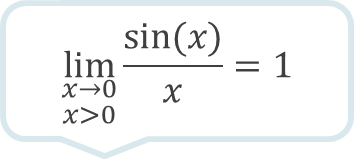 lim sin(x)/x = 1
x→0
x>0